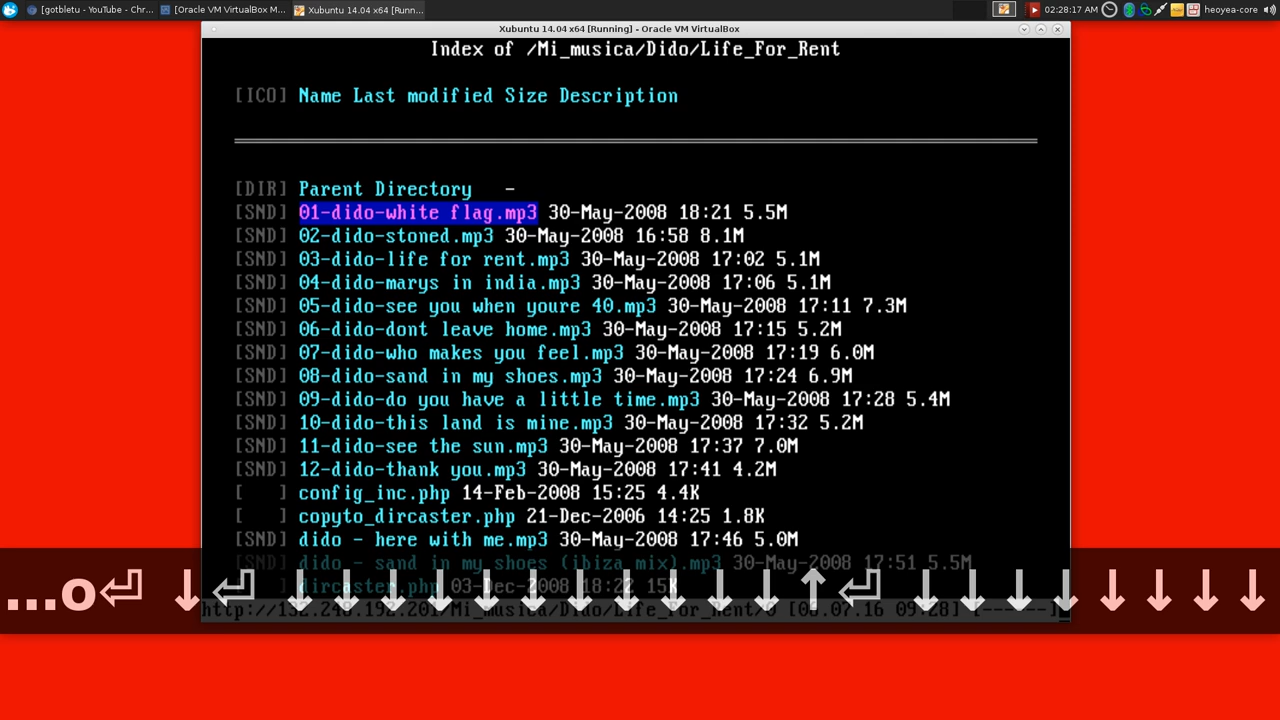 [gotbletu - YouTube - Chr...
[Oracle VM VirtualBox M...
Xubuntu 14.04 x64 [Runn...
02:28:17 AM
heoyea-core
Xubuntu 14.04 x64 [Running] - Oracle VM VirtualBox
Index of /Mi_musica/Dido/Life_For_Rent
[ICO] Name Last modified Size Description
[DIR] Parent Directory -
[SND] 01-dido-white flag.mp3 30-May-2008 18:21 5.5M
[SND] 02-dido-stoned.mp3 30-May-2008 16:58 8.1M
[SND] 03-dido-life for rent.mp3 30-May-2008 17:02 5.1M
[SND] 04-dido-marys in india.mp3 30-May-2008 17:06 5.1M
[SND] 05-dido-see you when youre 40.mp3 30-May-2008 17:11 7.3M
[SND] 06-dido-dont leave home.mp3 30-May-2008 17:15 5.2M
[SND] 07-dido-who makes you feel.mp3 30-May-2008 17:19 6.0M
[SND] 08-dido-sand in my shoes.mp3 30-May-2008 17:24 6.9M
[SND] 09-dido-do you have a little time.mp3 30-May-2008 17:28 5.4M
[SND] 10-dido-this land is mine.mp3 30-May-2008 17:32 5.2M
[SND] 11-dido-see the sun.mp3 30-May-2008 17:37 7.0M
[SND] 12-dido-thank you.mp3 30-May-2008 17:41 4.2M
[ ] config_inc.php 14-Feb-2008 15:25 4.4K
[ ] copyto_dircaster.php 21-Dec-2006 14:25 1.8K
[SND] dido - here with me.mp3 30-May-2008 17:46 5.0M
[SND] dido - sand in my shoes (ibiza mix).mp3 30-May-2008 17:51 5.5M
[ ] dircaster.php 03-Dec-2008 18:22 15K
...o⏎ ↓⏎ ↓↓↓↓↓↓↓↓↓↓↓↑⏎ ↓↓↓↓↓↓↓↓
http://132.248.192.201/Mi_musica/Dido/Life_For_Rent/ 09:28] [------]